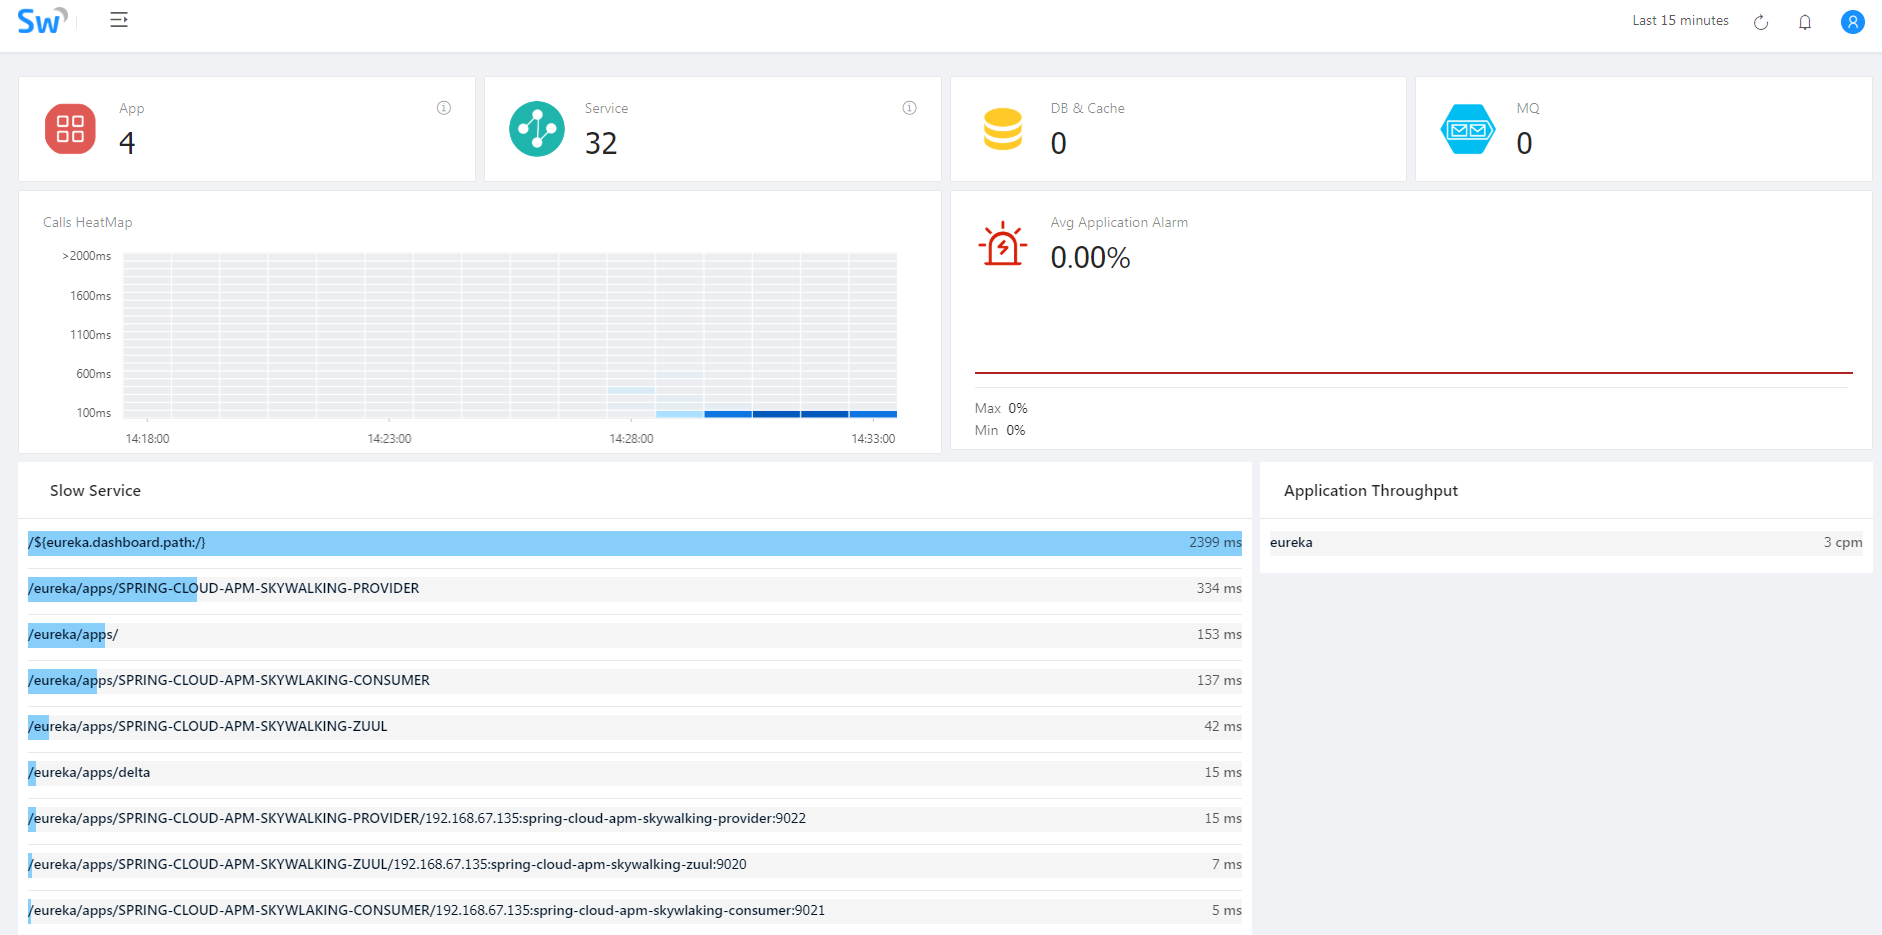 Sw
Last 15 minutes
App
4
Service
32
DB & Cache
0
MQ
0
Calls HeatMap
>2000ms
1600ms
1100ms
600ms
100ms
14:18:00 14:23:00 14:28:00 14:33:00
Avg Application Alarm
0.00%
Max 0%
Min 0%
Slow Service
/${eureka.dashboard.path:/} 2399 ms
/eureka/apps/SPRING-CLOUD-APM-SKYWALKING-PROVIDER 334 ms
/eureka/apps/ 153 ms
/eureka/apps/SPRING-CLOUD-APM-SKYWLAKING-CONSUMER 137 ms
/eureka/apps/SPRING-CLOUD-APM-SKYWALKING-ZUUL 42 ms
/eureka/apps/delta 15 ms
/eureka/apps/SPRING-CLOUD-APM-SKYWALKING-PROVIDER/192.168.67.135:spring-cloud-apm-skywalking-provider:9022 15 ms
/eureka/apps/SPRING-CLOUD-APM-SKYWALKING-ZUUL/192.168.67.135:spring-cloud-apm-skywalking-zuul:9020 7 ms
/eureka/apps/SPRING-CLOUD-APM-SKYWLAKING-CONSUMER/192.168.67.135:spring-cloud-apm-skywlaking-consumer:9021 5 ms
Application Throughput
eureka 3 cpm